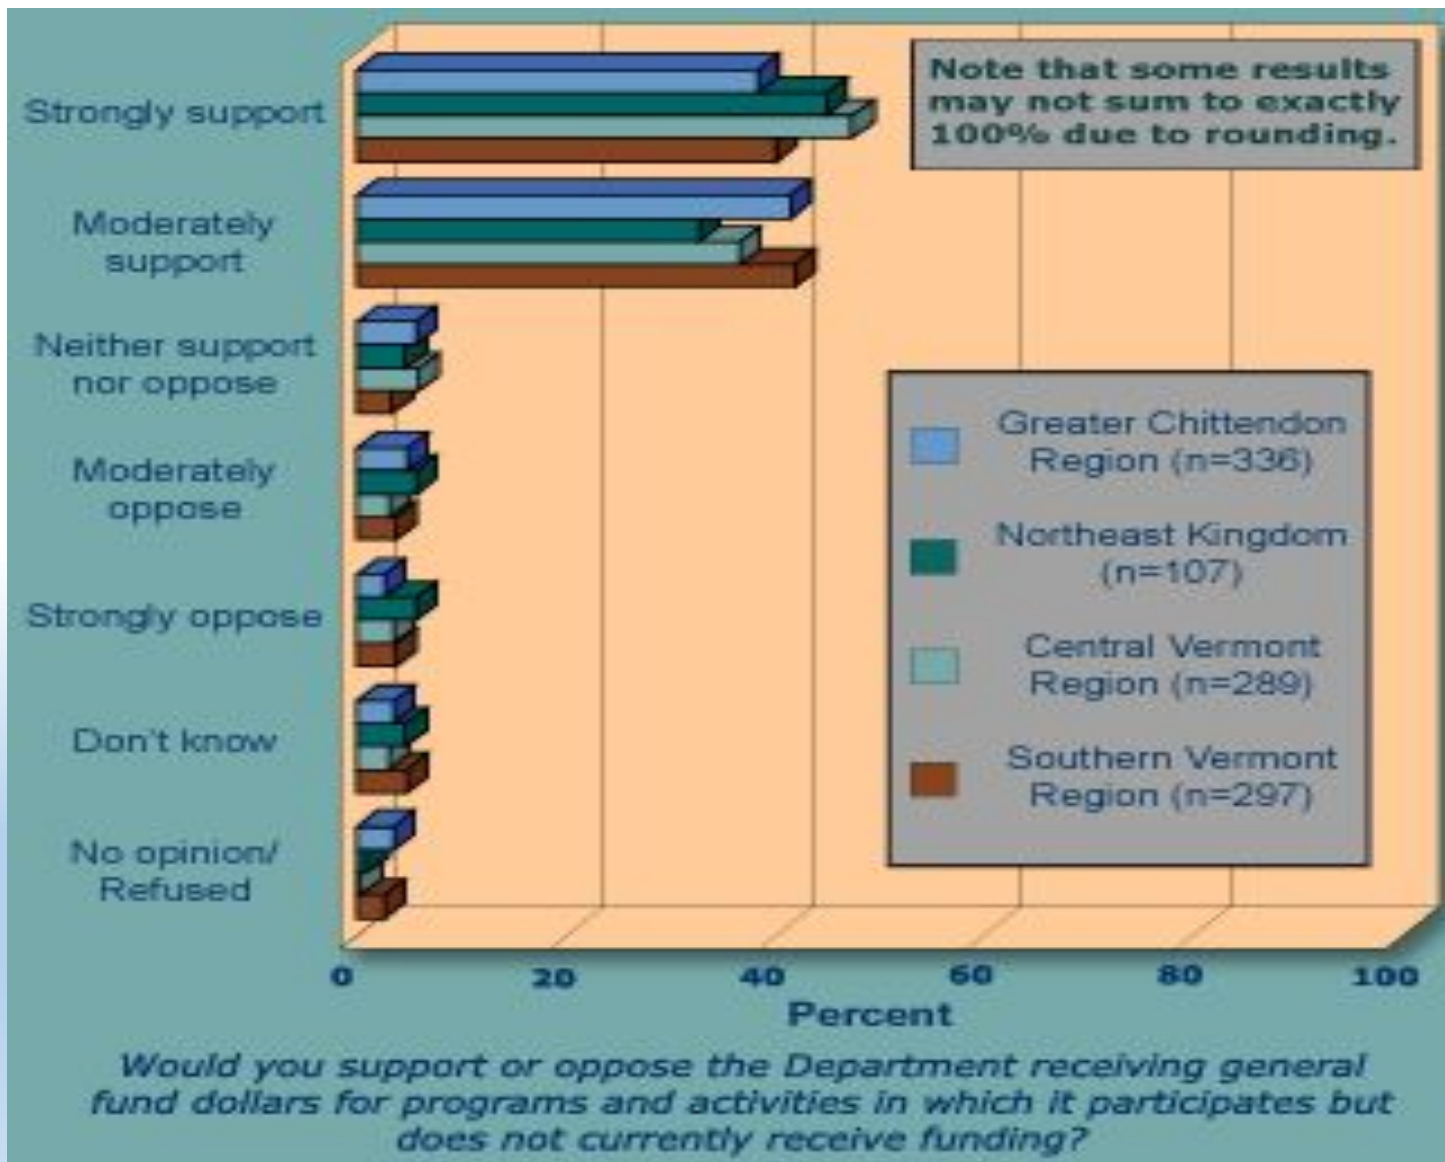 Note that some results
may not sum to exactly
100% due to rounding.
Strongly support
Moderately
support
Neither support
nor oppose
Moderately
oppose
Strongly oppose
Don't know
No opinion/
Refused
Greater Chittendon
Region (n=336)
Northeast Kingdom
(n=107)
Central Vermont
Region (n=289)
Southern Vermont
Region (n=297)
0 20 40 60 80 100
Percent
Would you support or oppose the Department receiving general
fund dollars for programs and activities in which it participates but
does not currently receive funding?